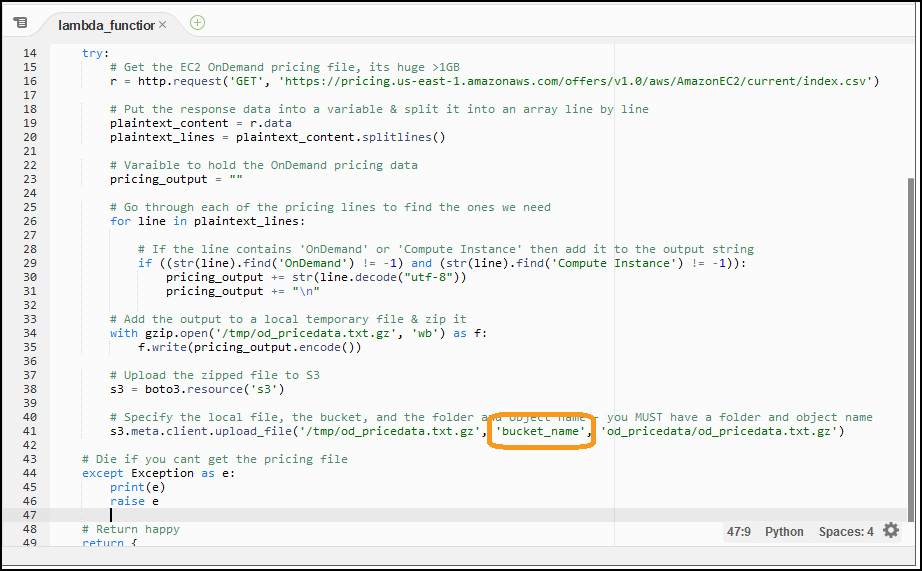 lambda_function ×
14 try:
15 # Get the EC2 OnDemand pricing file, its huge >1GB
16 r = http.request('GET', 'https://pricing.us-east-1.amazonaws.com/offers/v1.0/aws/AmazonEC2/current/index.csv')
17
18 # Put the response data into a variable & split it into an array line by line
19 plaintext_content = r.data
20 plaintext_lines = plaintext_content.splitlines()
21
22 # Varaible to hold the OnDemand pricing data
23 pricing_output = ""
24
25 # Go through each of the pricing lines to find the ones we need
26 for line in plaintext_lines:
27
28 # If the line contains 'OnDemand' or 'Compute Instance' then add it to the output string
29 if ((str(line).find('OnDemand') != -1) and (str(line).find('Compute Instance') != -1)):
30 pricing_output += str(line.decode("utf-8"))
31 pricing_output += "\n"
32
33 # Add the output to a local temporary file & zip it
34 with gzip.open('/tmp/od_pricedata.txt.gz', 'wb') as f:
35 f.write(pricing_output.encode())
36
37 # Upload the zipped file to S3
38 s3 = boto3.resource('s3')
39
40 # Specify the local file, the bucket, and the folder and object name - you MUST have a folder and object name
41 s3.meta.client.upload_file('/tmp/od_pricedata.txt.gz', 'bucket_name', 'od_pricedata/od_pricedata.txt.gz')
42
43 # Die if you cant get the pricing file
44 except Exception as e:
45 print(e)
46 raise e
47
48 # Return happy
49 return {
47:9 Python Spaces: 4